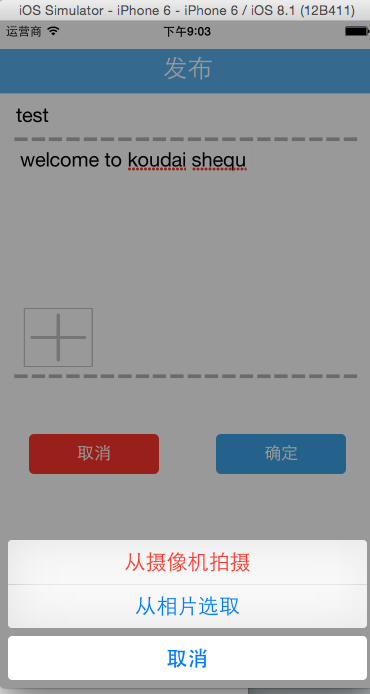 iOS Simulator - iPhone 6 - iPhone 6 / iOS 8.1 (12B411)
运营商 下午9:03
发布
test
welcome to koudai shequ
取消 确定
从摄像机拍摄
从相片选取
取消